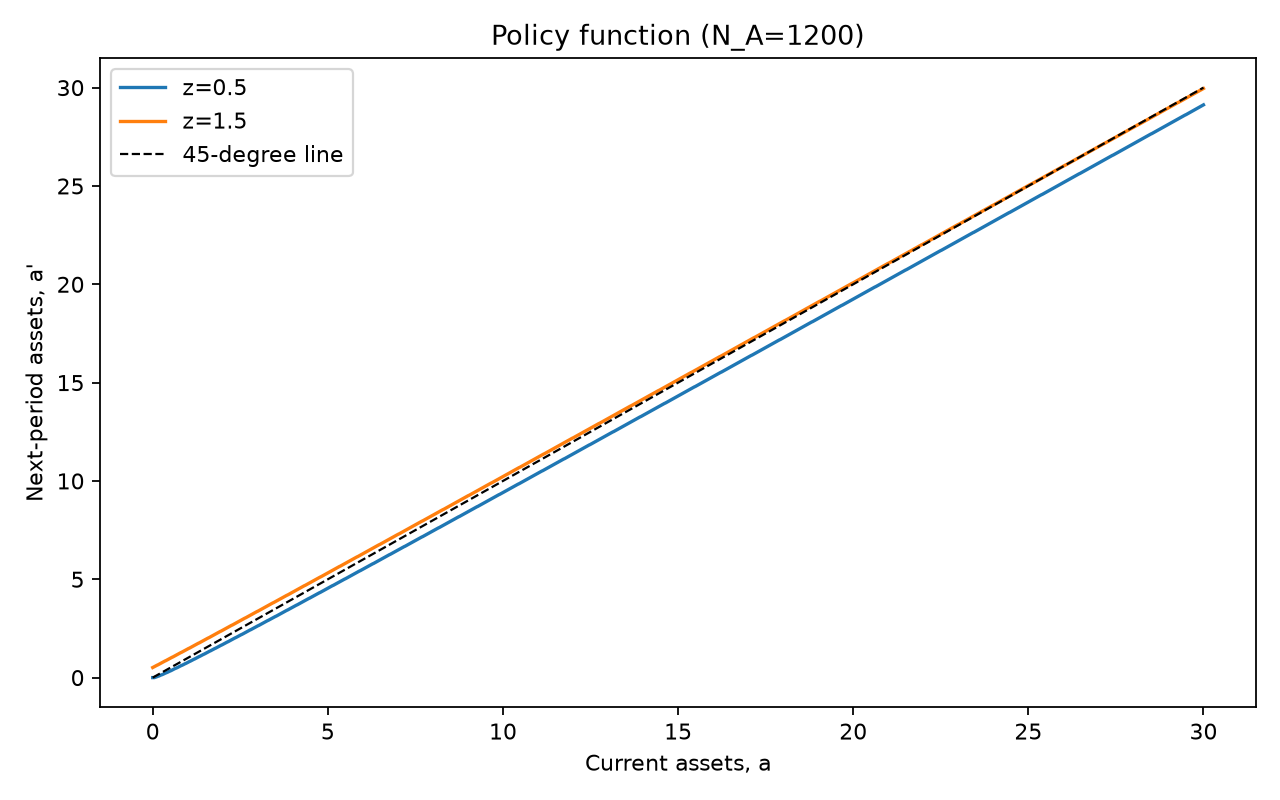 Policy function (N_A=1200)
z=0.5
z=1.5
45-degree line
Next-period assets, a'
30
25
20
15
10
5
0
0 5 10 15 20 25 30
Current assets, a